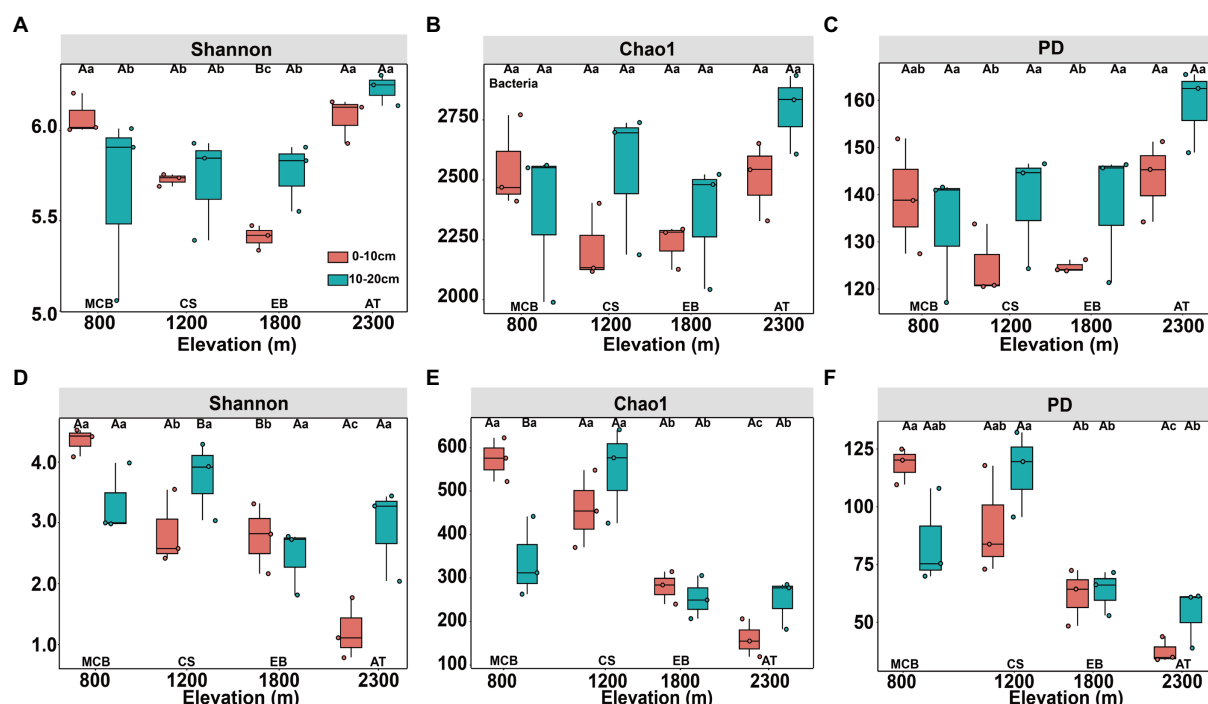 A
Shannon
Aa Ab Ab Ab Bc Ab Aa Aa
6.0
5.5
5.0
0-10cm
10-20cm
MCB CS EB AT
800 1200 1800 2300
Elevation (m)
B
Chao1
Aa Aa Aa Aa Aa Aa Aa Aa
Bacteria
2750
2500
2250
2000
MCB CS EB AT
800 1200 1800 2300
Elevation (m)
C
PD
Aab Aa Ab Aa Ab Aa Aa Aa
160
150
140
130
120
MCB CS EB AT
800 1200 1800 2300
Elevation (m)
D
Shannon
Aa Aa Ab Ba Bb Aa Ac Aa
4.0
3.0
2.0
1.0
MCB CS EB AT
800 1200 1800 2300
Elevation (m)
E
Chao1
Aa Ba Aa Aa Ab Ab Ac Ab
600
500
400
300
200
100
MCB CS EB AT
800 1200 1800 2300
Elevation (m)
F
PD
Aa Aab Aab Aa Ab Ab Ac Ab
125
100
75
50
MCB CS EB AT
800 1200 1800 2300
Elevation (m)